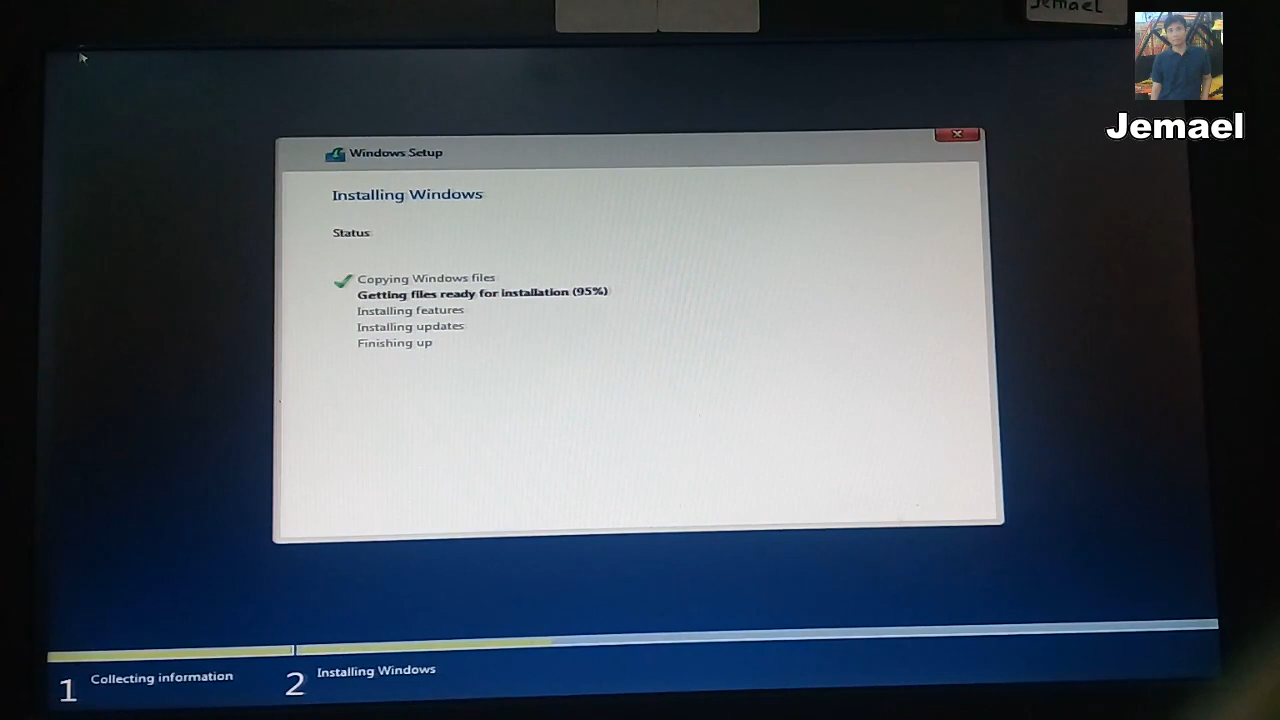 Jemael
Jemael
Windows Setup
Installing Windows
Status
Copying Windows files
Getting files ready for installation (95%)
Installing features
Installing updates
Finishing up
1 Collecting information
2 Installing Windows